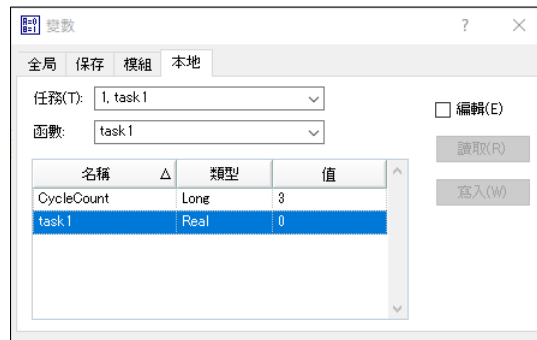 變數
全局 保存 模組 本地
任務(T): 1, task1
函數: task1
編輯(E)
讀取(R)
寫入(W)
名稱 類型 值
CycleCount Long 3
task1 Real 0